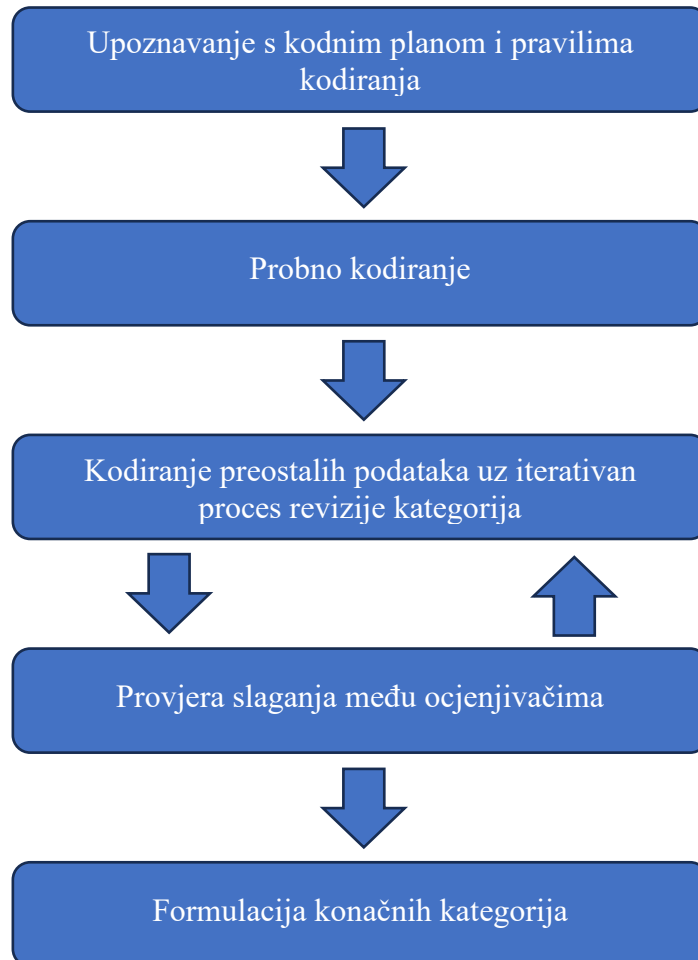 Upoznavanje s kodnim planom i pravilima
kodiranja
Probno kodiranje
Kodiranje preostalih podataka uz iterativan
proces revizije kategorija
Provjera slaganja među ocjenjivačima
Formulacija konačnih kategorija